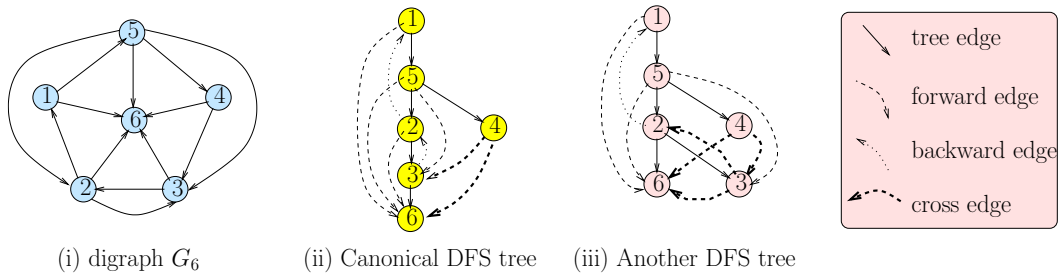 5
1
4
6
2
3
(i) digraph G₆
1
5
2
4
3
6
(ii) Canonical DFS tree
1
5
2
4
6
3
(iii) Another DFS tree
tree edge
forward edge
backward edge
cross edge